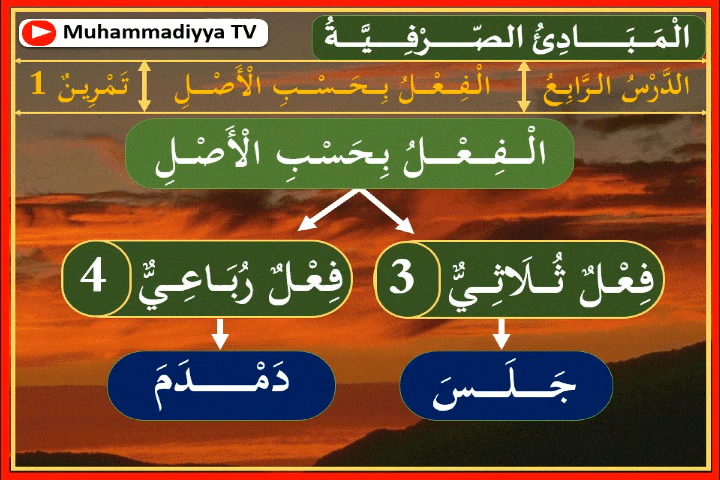 Muhammadiyya TV
الْمَبَادِئُ الصَّرْفِيَّةُ
الدَّرْسُ الرَّابِعُ الْفِعْلُ بِحَسْبِ الْأَصْلِ تَمْرِينٌ 1
الْفِعْلُ بِحَسْبِ الْأَصْلِ
فِعْلٌ ثُلَاثِيٌّ 3
فِعْلٌ رُبَاعِيٌّ 4
جَلَسَ
دَمْدَمَ